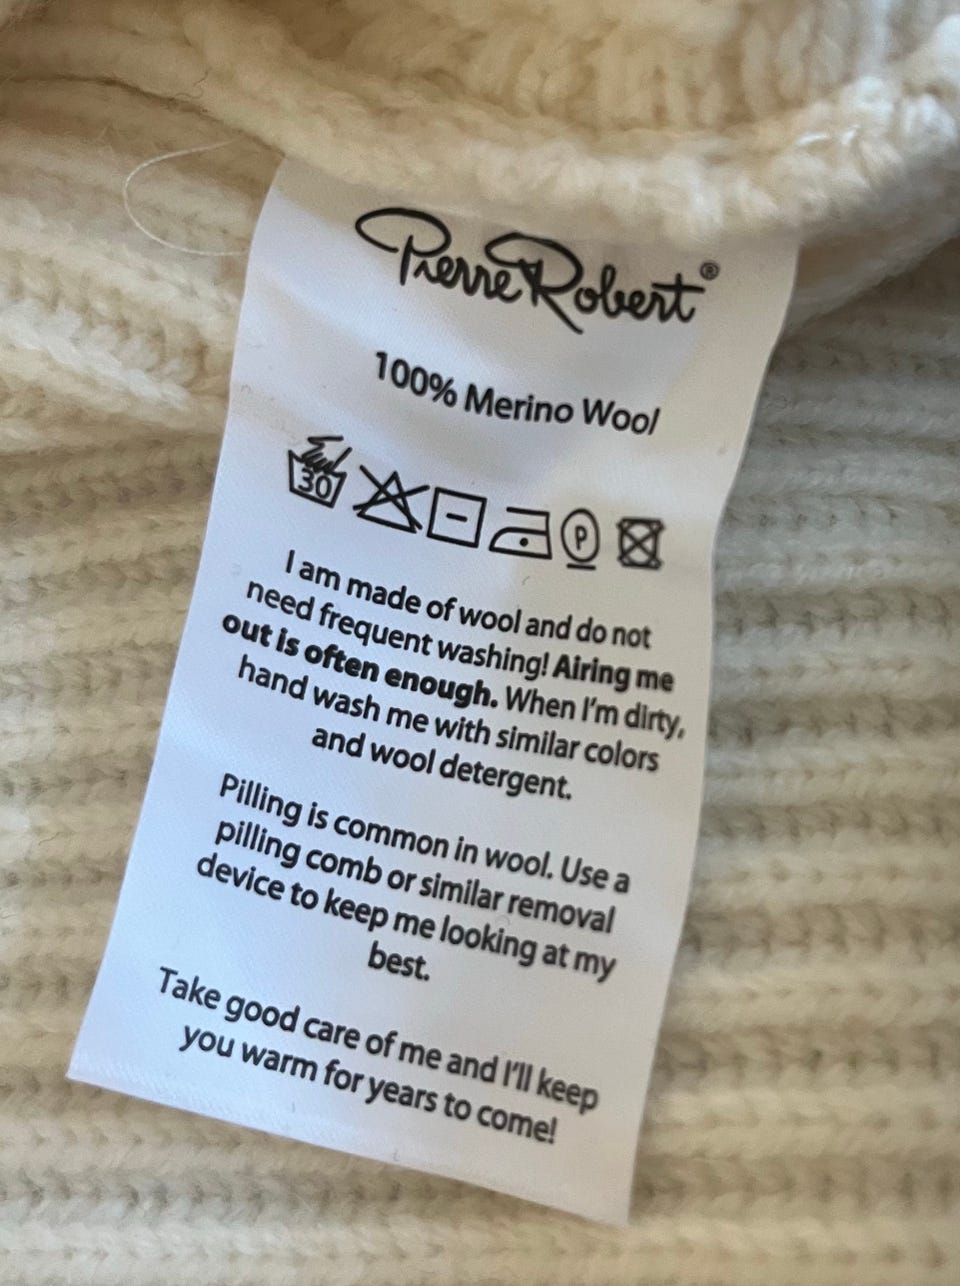 Pierre Robert®
100% Merino Wool
30 P
I am made of wool and do not
need frequent washing! Airing me
out is often enough. When I'm dirty,
hand wash me with similar colors
and wool detergent.
Pilling is common in wool. Use a
pilling comb or similar removal
device to keep me looking at my
best.
Take good care of me and I'll keep
you warm for years to come!